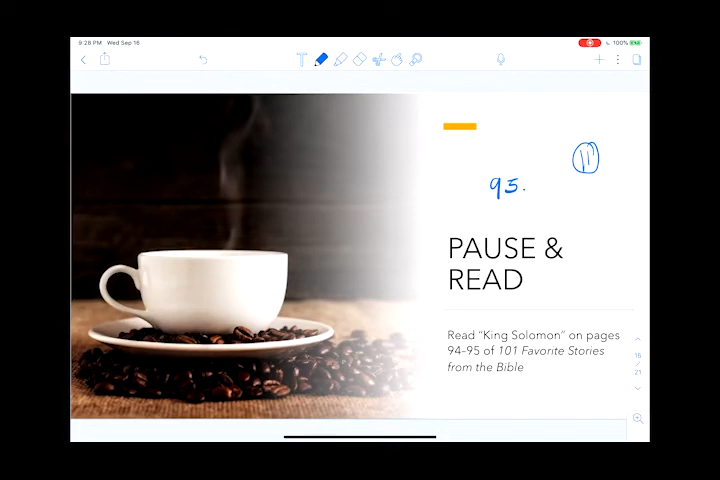 9:28 PM Wed Sep 16
100%
95.
PAUSE &
READ
Read “King Solomon” on pages
94-95 of 101 Favorite Stories
from the Bible
16
21